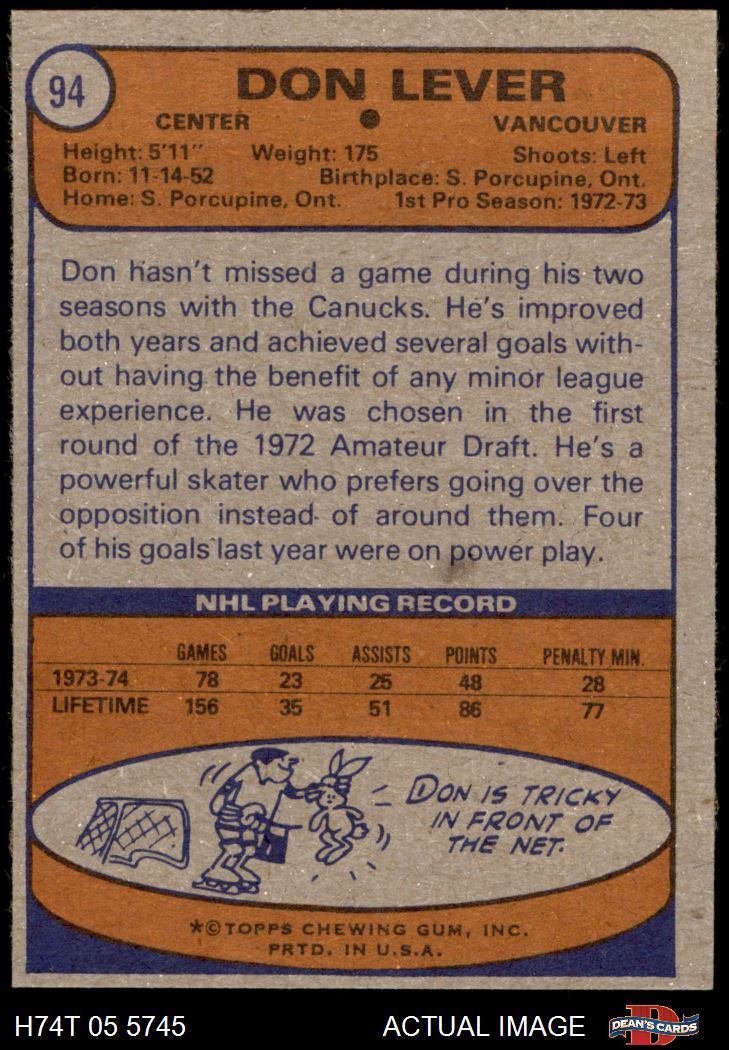 94
DON LEVER
CENTER ● VANCOUVER
Height: 5'11" Weight: 175 Shoots: Left
Born: 11-14-52 Birthplace: S. Porcupine, Ont.
Home: S. Porcupine, Ont. 1st Pro Season: 1972-73
Don hasn't missed a game during his two
seasons with the Canucks. He's improved
both years and achieved several goals with-
out having the benefit of any minor league
experience. He was chosen in the first
round of the 1972 Amateur Draft. He's a
powerful skater who prefers going over the
opposition instead of around them. Four
of his goals last year were on power play.
NHL PLAYING RECORD
GAMES GOALS ASSISTS POINTS PENALTY MIN.
1973-74 78 23 25 48 28
LIFETIME 156 35 51 86 77
DON IS TRICKY
IN FRONT OF
THE NET.
*©TOPPS CHEWING GUM, INC.
PRTD. IN U.S.A.
H74T 05 5745 ACTUAL IMAGE D DEAN'S CARDS